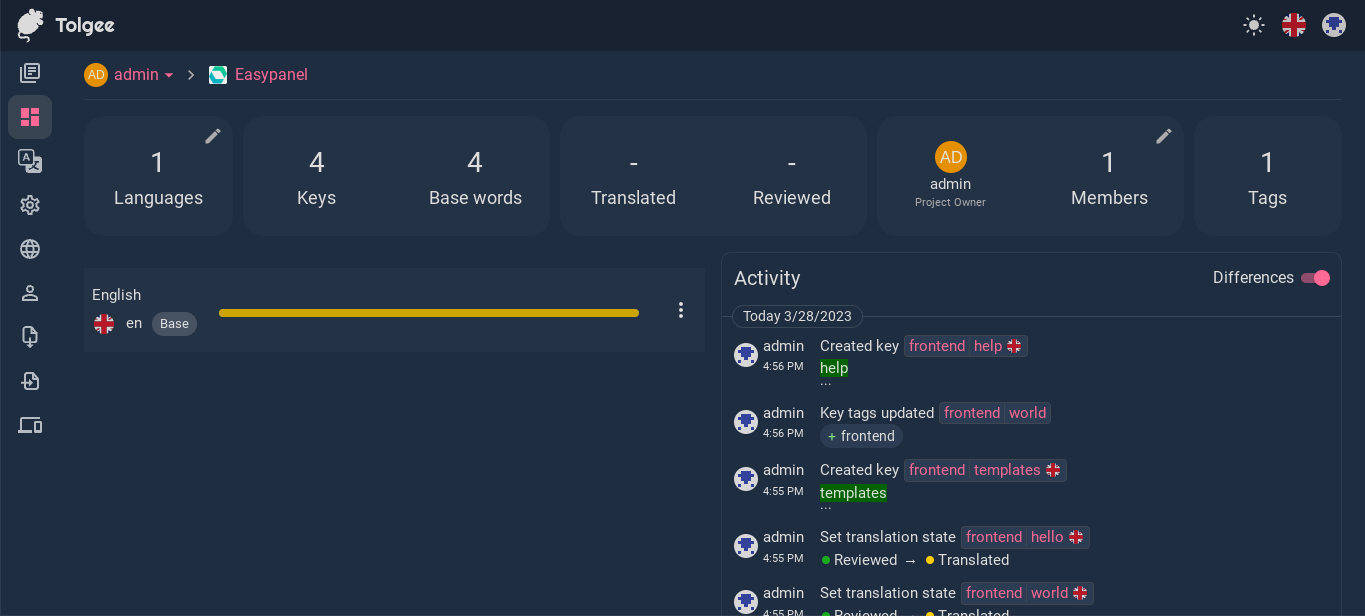 Tolgee
AD admin > Easypanel
1
Languages
4
Keys
4
Base words
-
Translated
-
Reviewed
AD
admin
Project Owner
1
Members
1
Tags
English
en Base
Activity
Differences
Today 3/28/2023
admin Created key frontend help
4:56 PM help
...
admin Key tags updated frontend world
4:56 PM + frontend
admin Created key frontend templates
4:55 PM templates
...
admin Set translation state frontend hello
4:55 PM Reviewed → Translated
admin Set translation state frontend world
4:55 PM Reviewed → Translated